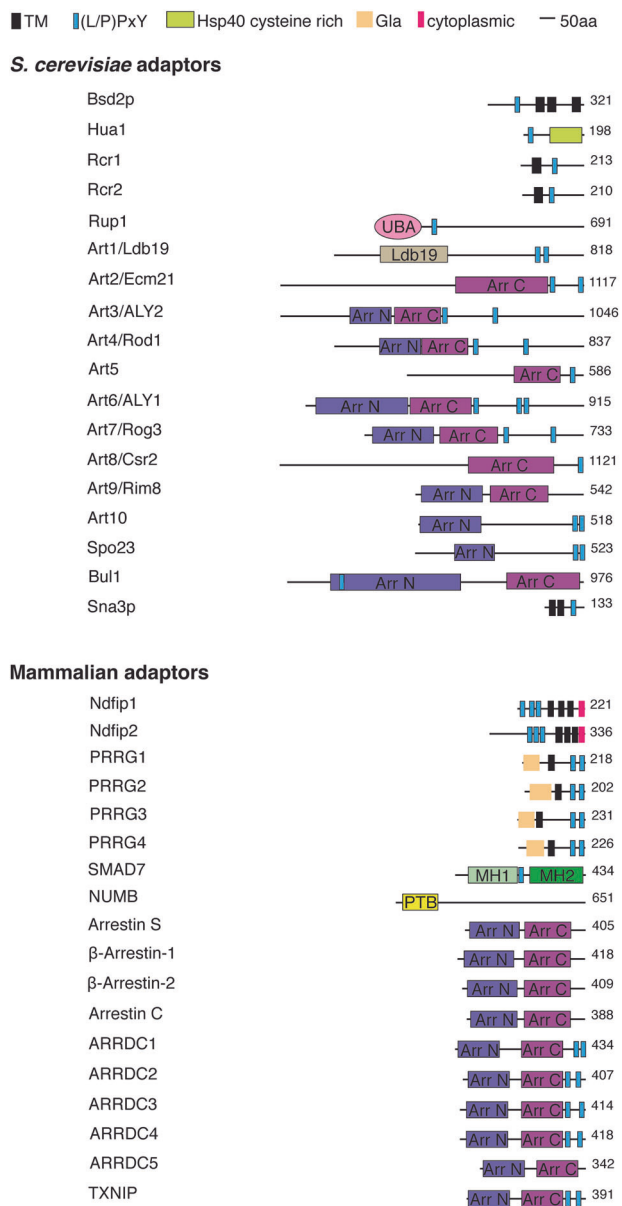 TM (L/P)PxY Hsp40 cysteine rich Gla cytoplasmic 50aa
S. cerevisiae adaptors
Bsd2p 321
Hua1 198
Rcr1 213
Rcr2 210
Rup1 UBA 691
Art1/Ldb19 Ldb19 818
Art2/Ecm21 Arr C 1117
Art3/ALY2 Arr N Arr C 1046
Art4/Rod1 Arr N Arr C 837
Art5 Arr C 586
Art6/ALY1 Arr N Arr C 915
Art7/Rog3 Arr N Arr C 733
Art8/Csr2 Arr C 1121
Art9/Rim8 Arr N Arr C 542
Art10 Arr N 518
Spo23 Arr N 523
Bul1 Arr N Arr C 976
Sna3p 133
Mammalian adaptors
Ndfip1 221
Ndfip2 336
PRRG1 218
PRRG2 202
PRRG3 231
PRRG4 226
SMAD7 MH1 MH2 434
NUMB PTB 651
Arrestin S Arr N Arr C 405
β-Arrestin-1 Arr N Arr C 418
β-Arrestin-2 Arr N Arr C 409
Arrestin C Arr N Arr C 388
ARRDC1 Arr N Arr C 434
ARRDC2 Arr N Arr C 407
ARRDC3 Arr N Arr C 414
ARRDC4 Arr N Arr C 418
ARRDC5 Arr N Arr C 342
TXNIP Arr N Arr C 391